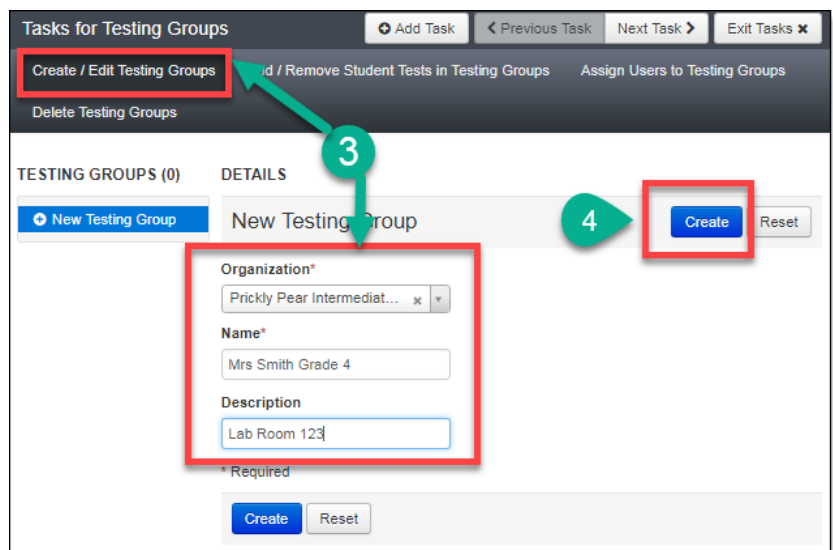 Tasks for Testing Groups
Add Task
Previous Task
Next Task
Exit Tasks
Create / Edit Testing Groups
/ Remove Student Tests in Testing Groups
Assign Users to Testing Groups
Delete Testing Groups
3
TESTING GROUPS (0)
DETAILS
New Testing Group
New Testing Group
4
Create
Reset
Organization*
Prickly Pear Intermediat...
Name*
Mrs Smith Grade 4
Description
Lab Room 123
* Required
Create
Reset